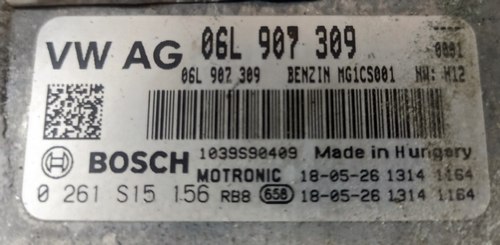 VW AG 06L 907 309 0001
06L 907 309 BENZIN MG1CS001 HW: H12
BOSCH 1039S90409 Made in Hungary
MOTRONIC 18-05-26 1314 1164
0 261 S15 156 RB8 658 18-05-26 1314 1164